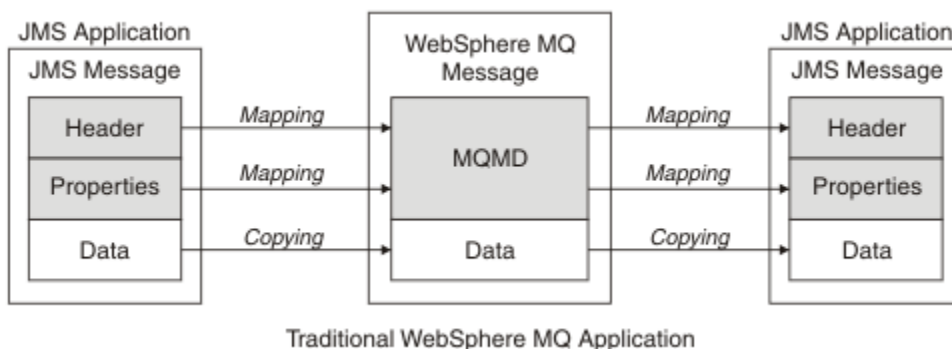 JMS Application
JMS Message
Header
Properties
Data
Mapping
Mapping
Copying
WebSphere MQ
Message
MQMD
Data
Mapping
Mapping
Copying
JMS Application
JMS Message
Header
Properties
Data
Traditional WebSphere MQ Application